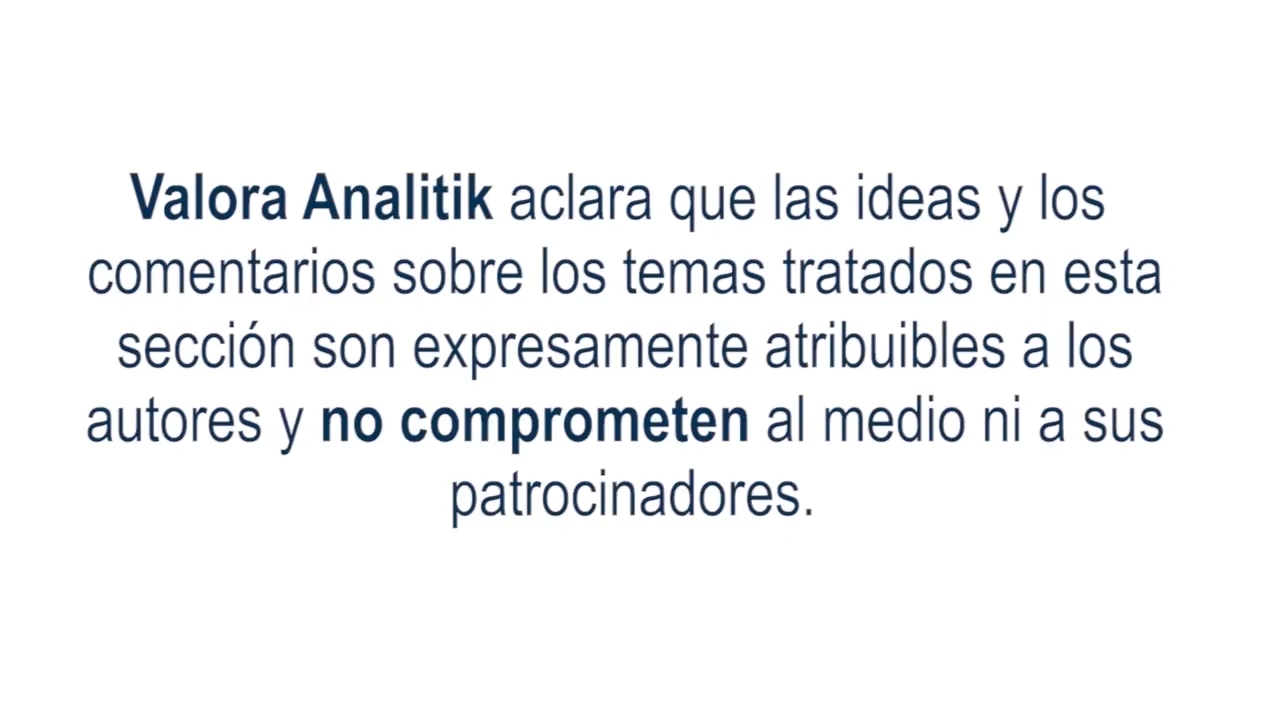 Valora Analitik aclara que las ideas y los
comentarios sobre los temas tratados en esta
sección son expresamente atribuibles a los
autores y no comprometen al medio ni a sus
patrocinadores.